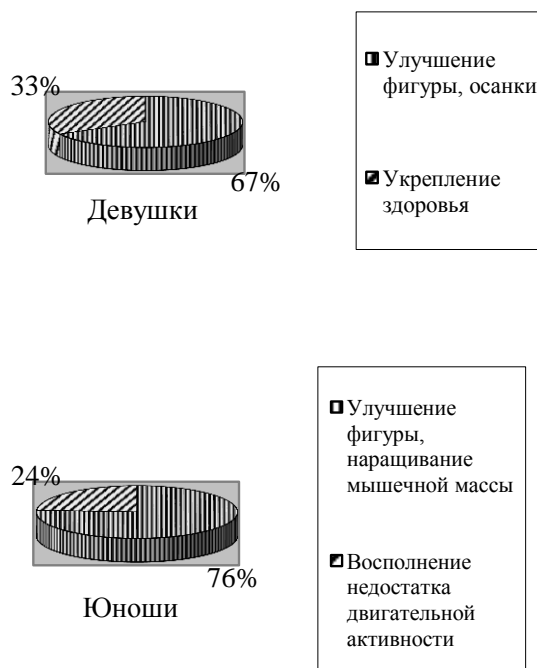 33%
67%
Девушки
Улучшение
фигуры, осанки
Укрепление
здоровья
24%
76%
Юноши
Улучшение
фигуры,
наращивание
мышечной массы
Восполнение
недостатка
двигательной
активности